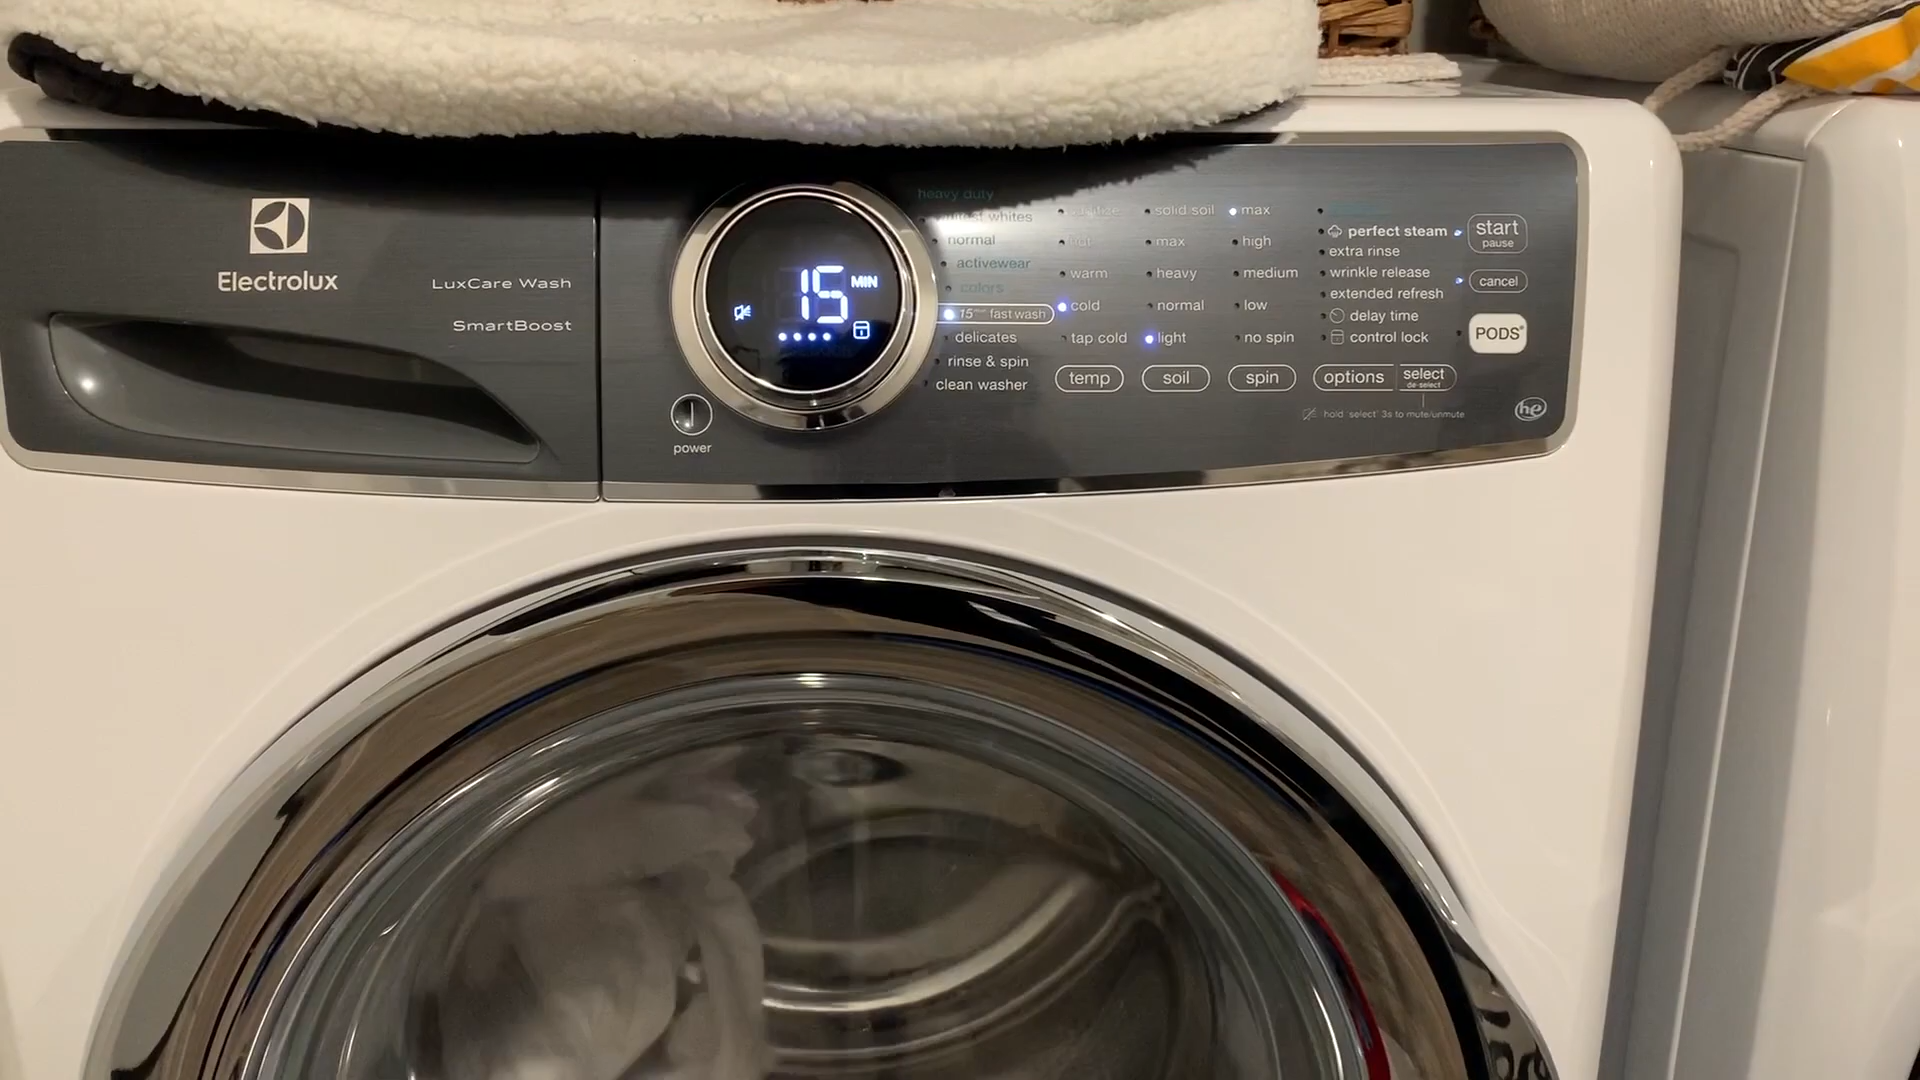 Electrolux
LuxCare Wash
SmartBoost
power
15 MIN
heavy duty
whites
normal
activewear
colors
15 fast wash
delicates
rinse & spin
clean washer
hot
warm
cold
tap cold
temp
solid soil
max
heavy
normal
light
soil
max
high
medium
low
no spin
spin
perfect steam
extra rinse
wrinkle release
extended refresh
delay time
control lock
options
select
de-select
hold select 3s to mute/unmute
start
pause
cancel
PODS
he